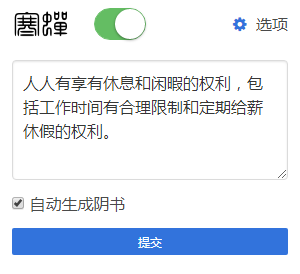 寒蟬
选项
人人有享有休息和闲暇的权利，包
括工作时间有合理限制和定期给薪
休假的权利。
自动生成阴书
提交